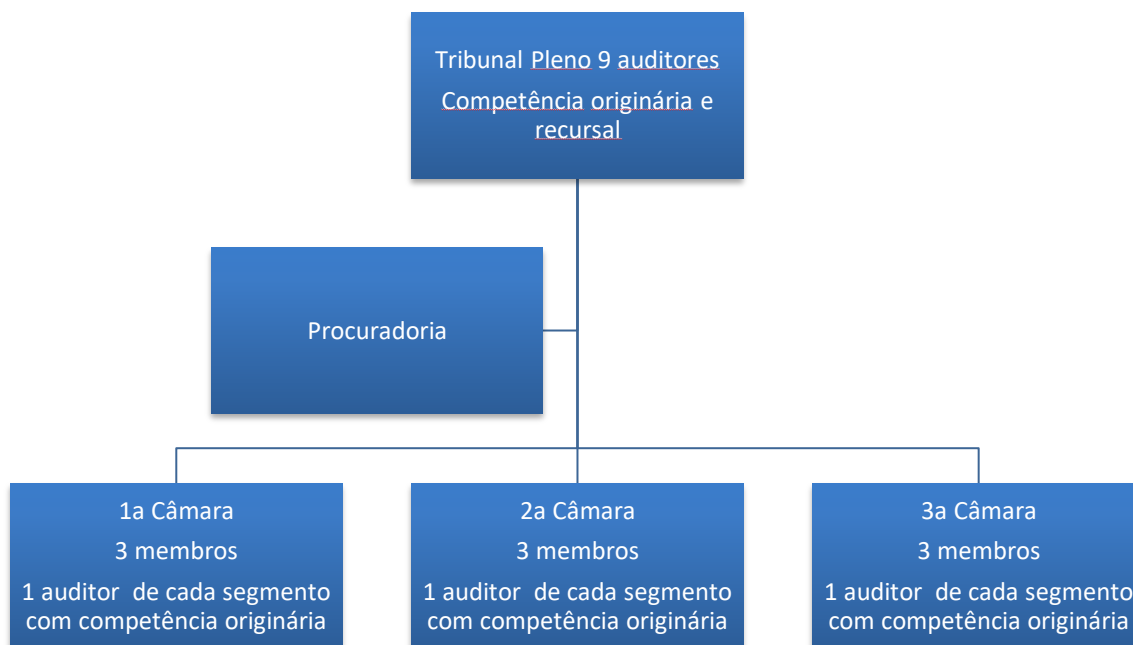 Tribunal Pleno 9 auditores
Competência originária e
recursal
Procuradoria
1a Câmara
3 membros
1 auditor de cada segmento
com competência originária
2a Câmara
3 membros
1 auditor de cada segmento
com competência originária
3a Câmara
3 membros
1 auditor de cada segmento
com competência originária